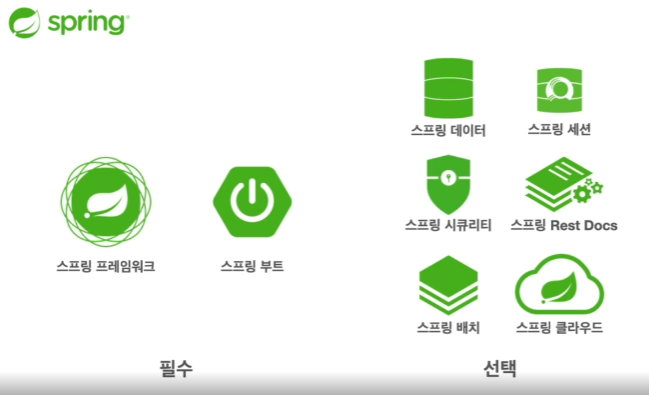 spring
스프링 데이터
스프링 세션
스프링 프레임워크
스프링 부트
스프링 시큐리티
스프링 Rest Docs
스프링 배치
스프링 클라우드
필수
선택